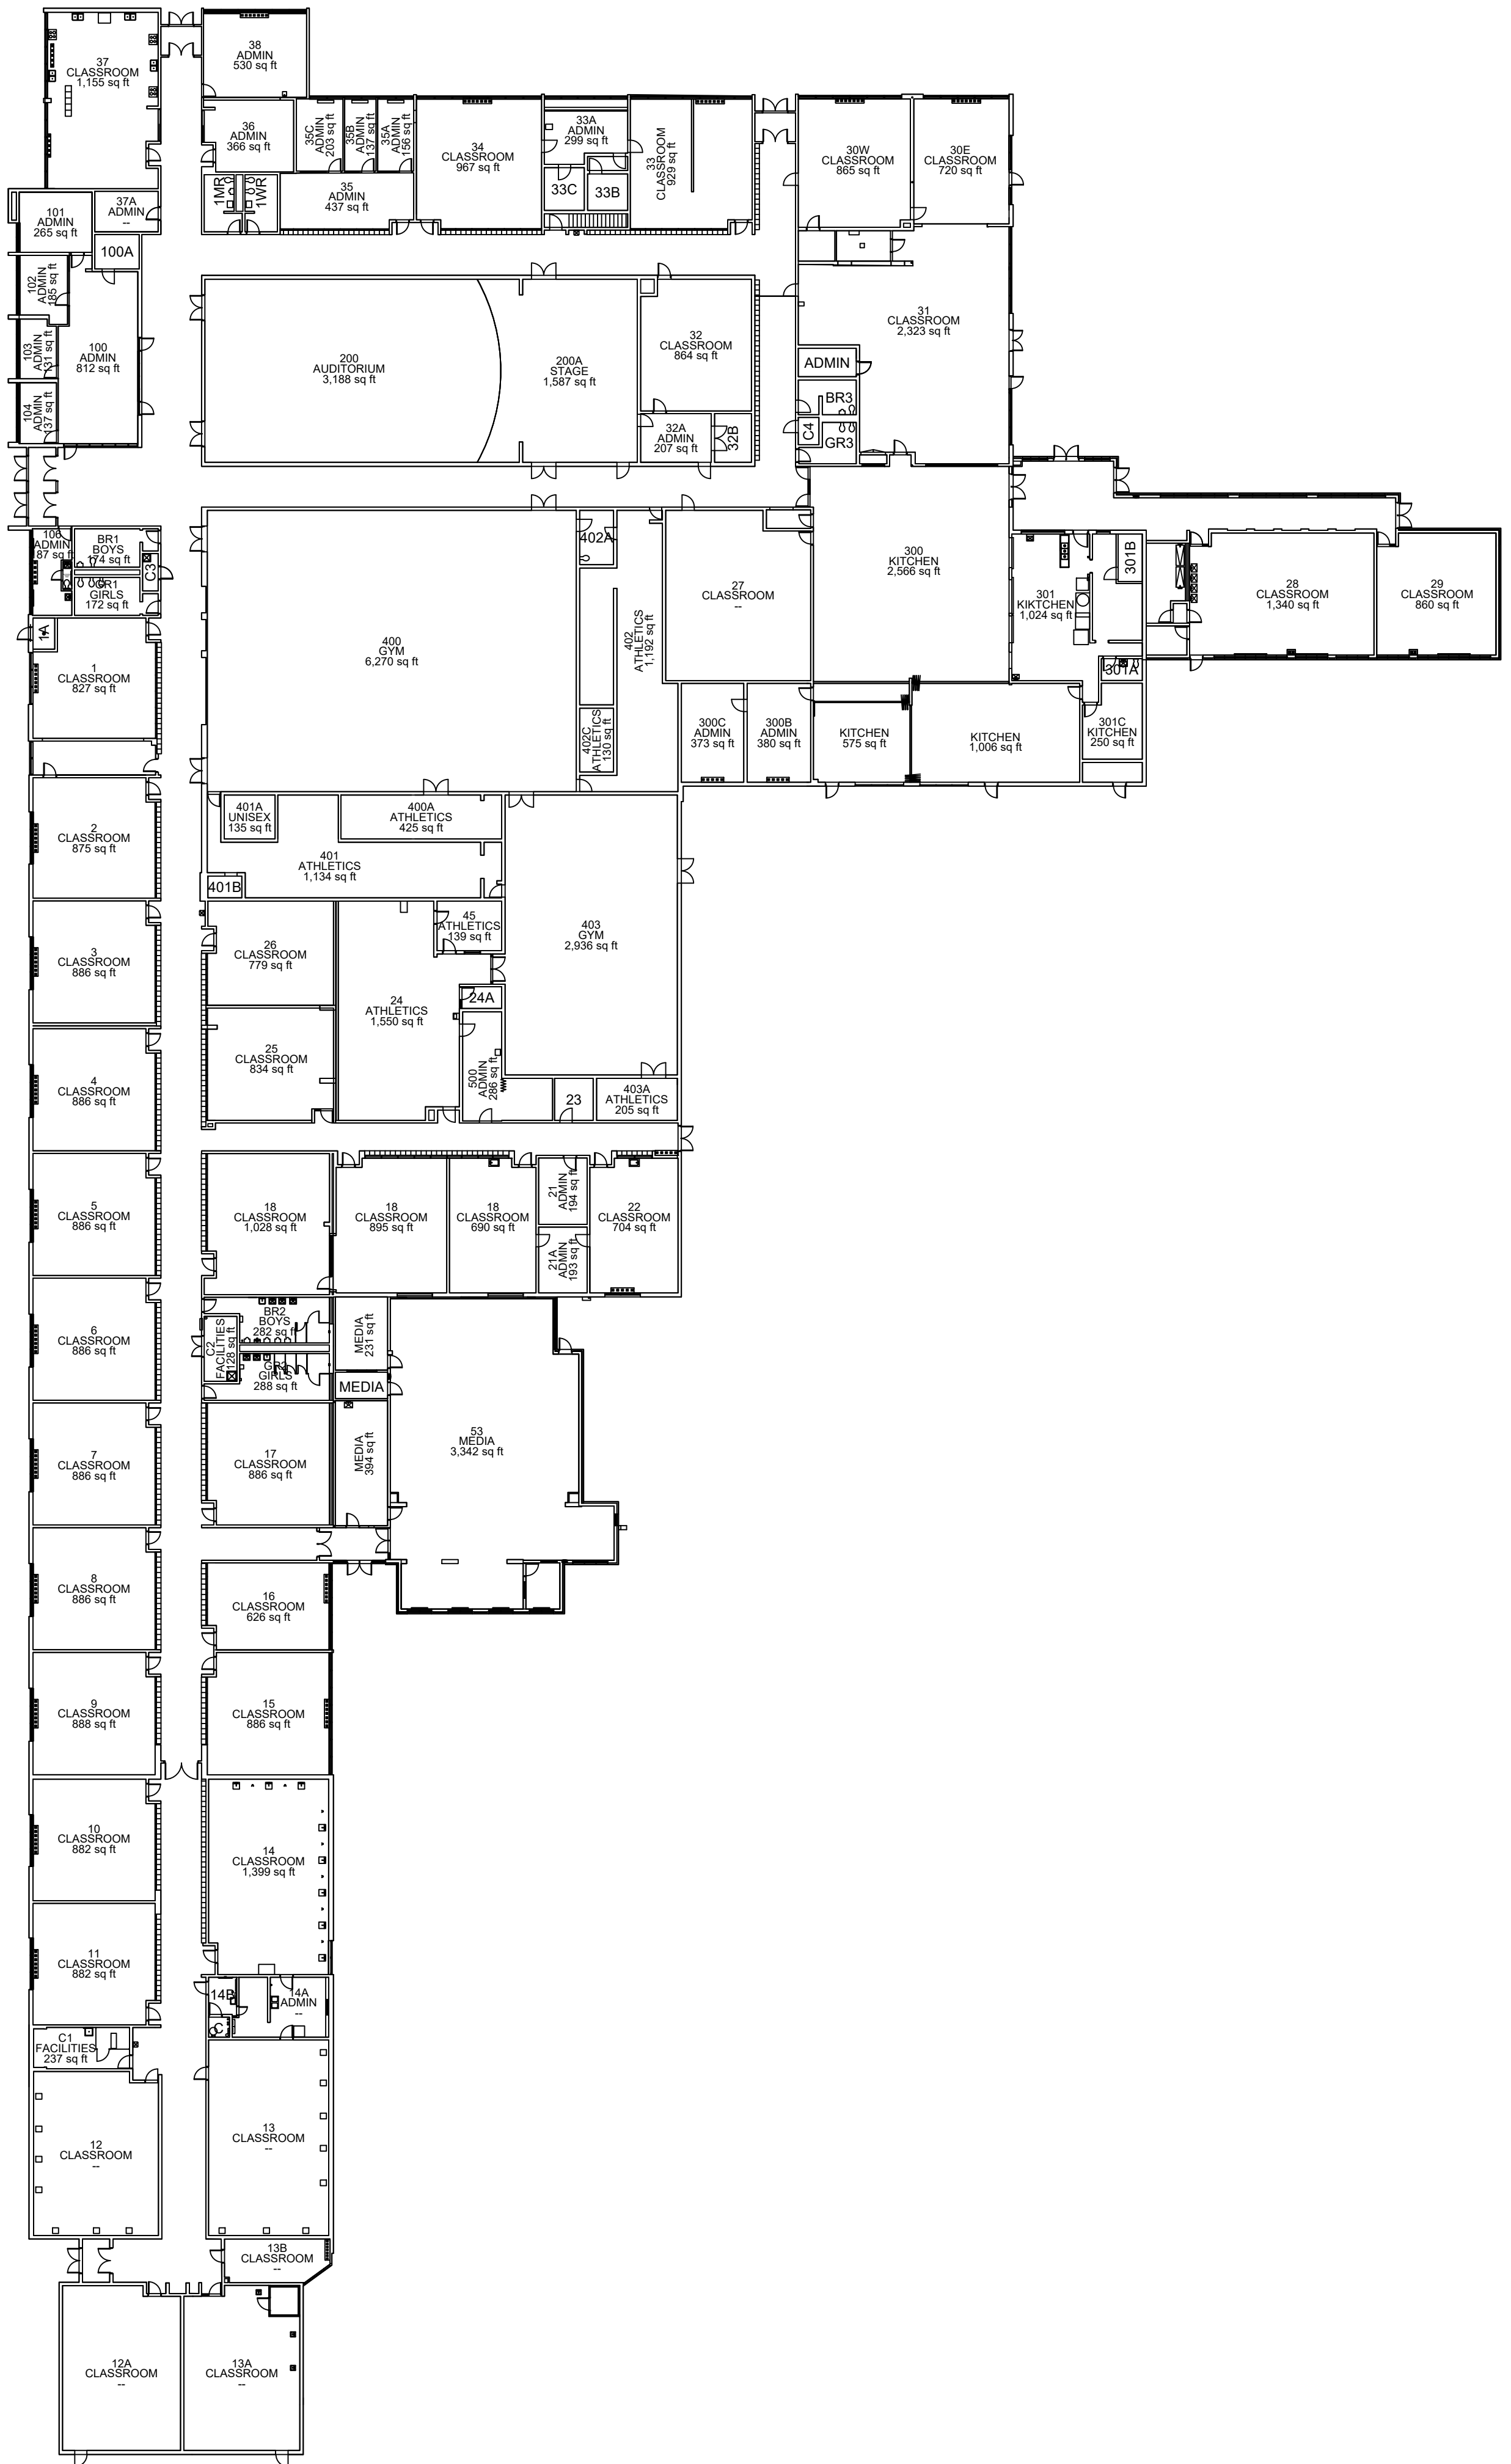 37
CLASSROOM
1,155 sq ft
38
ADMIN
530 sq ft
36
ADMIN
366 sq ft
35C
ADMIN
203 sq ft
35B
ADMIN
137 sq ft
35A
ADMIN
156 sq ft
34
CLASSROOM
967 sq ft
33A
ADMIN
299 sq ft
33
CLASSROOM
929 sq ft
30W
CLASSROOM
865 sq ft
30E
CLASSROOM
720 sq ft
1MR
1WR
35
ADMIN
437 sq ft
33C
33B
101
ADMIN
265 sq ft
37A
ADMIN
--
100A
102
ADMIN
185 sq ft
103
ADMIN
131 sq ft
104
ADMIN
137 sq ft
100
ADMIN
812 sq ft
200
AUDITORIUM
3,188 sq ft
200A
STAGE
1,587 sq ft
32
CLASSROOM
864 sq ft
32A
ADMIN
207 sq ft
32B
31
CLASSROOM
2,323 sq ft
ADMIN
BR3
C4
GR3
106
ADMIN
187 sq ft
BR1
BOYS
174 sq ft
C3
GR1
GIRLS
172 sq ft
1A
1
CLASSROOM
827 sq ft
400
GYM
6,270 sq ft
402A
402
ATHLETICS
1,192 sq ft
402C
ATHLETICS
130 sq ft
27
CLASSROOM
--
300
KITCHEN
2,566 sq ft
301
KIKTCHEN
1,024 sq ft
301B
301A
28
CLASSROOM
1,340 sq ft
29
CLASSROOM
860 sq ft
300C
ADMIN
373 sq ft
300B
ADMIN
380 sq ft
KITCHEN
575 sq ft
KITCHEN
1,006 sq ft
301C
KITCHEN
250 sq ft
2
CLASSROOM
875 sq ft
401A
UNISEX
135 sq ft
400A
ATHLETICS
425 sq ft
401
ATHLETICS
1,134 sq ft
401B
3
CLASSROOM
886 sq ft
26
CLASSROOM
779 sq ft
45
ATHLETICS
139 sq ft
403
GYM
2,936 sq ft
24
ATHLETICS
1,550 sq ft
24A
4
CLASSROOM
886 sq ft
25
CLASSROOM
834 sq ft
500
ADMIN
286 sq ft
23
403A
ATHLETICS
205 sq ft
5
CLASSROOM
886 sq ft
18
CLASSROOM
1,028 sq ft
18
CLASSROOM
895 sq ft
18
CLASSROOM
690 sq ft
21
ADMIN
194 sq ft
21A
ADMIN
193 sq ft
22
CLASSROOM
704 sq ft
6
CLASSROOM
886 sq ft
C2
FACILITIES
128 sq ft
BR2
BOYS
282 sq ft
GR2
GIRLS
288 sq ft
MEDIA
231 sq ft
MEDIA
MEDIA
394 sq ft
53
MEDIA
3,342 sq ft
7
CLASSROOM
886 sq ft
17
CLASSROOM
886 sq ft
8
CLASSROOM
886 sq ft
16
CLASSROOM
626 sq ft
9
CLASSROOM
888 sq ft
15
CLASSROOM
886 sq ft
10
CLASSROOM
882 sq ft
14
CLASSROOM
1,399 sq ft
11
CLASSROOM
882 sq ft
14B
14A
ADMIN
--
C
C1
FACILITIES
237 sq ft
12
CLASSROOM
--
13
CLASSROOM
--
13B
CLASSROOM
--
12A
CLASSROOM
--
13A
CLASSROOM
--